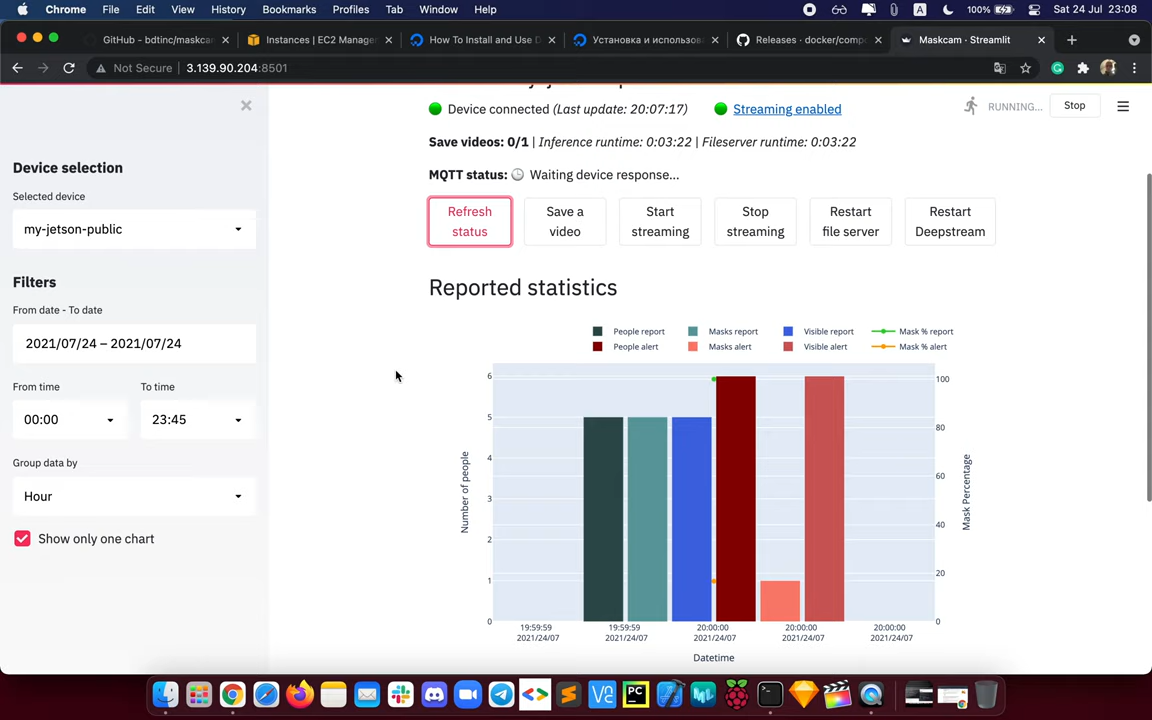 Chrome File Edit View History Bookmarks Profiles Tab Window Help 100% Sat 24 Jul 23:08
GitHub - bdtinc/maskca Instances | EC2 Manage How To Install and Use D Установка и использова Releases · docker/comp Maskcam · Streamlit
Not Secure 3.139.90.204:8501
Device connected (Last update: 20:07:17) Streaming enabled
RUNNING... Stop
Save videos: 0/1 | Inference runtime: 0:03:22 | Fileserver runtime: 0:03:22
MQTT status: Waiting device response...
Refresh status
Save a video
Start streaming
Stop streaming
Restart file server
Restart Deepstream
Device selection
Selected device
my-jetson-public
Filters
From date - To date
2021/07/24 – 2021/07/24
From time To time
00:00 23:45
Group data by
Hour
Show only one chart
Reported statistics
People report Masks report Visible report Mask % report
People alert Masks alert Visible alert Mask % alert
Number of people
6
5
4
3
2
1
0
100
80
60
40
20
0
Mask Percentage
19:59:59 19:59:59 20:00:00 20:00:00 20:00:00
2021/24/07 2021/24/07 2021/24/07 2021/24/07 2021/24/07
Datetime